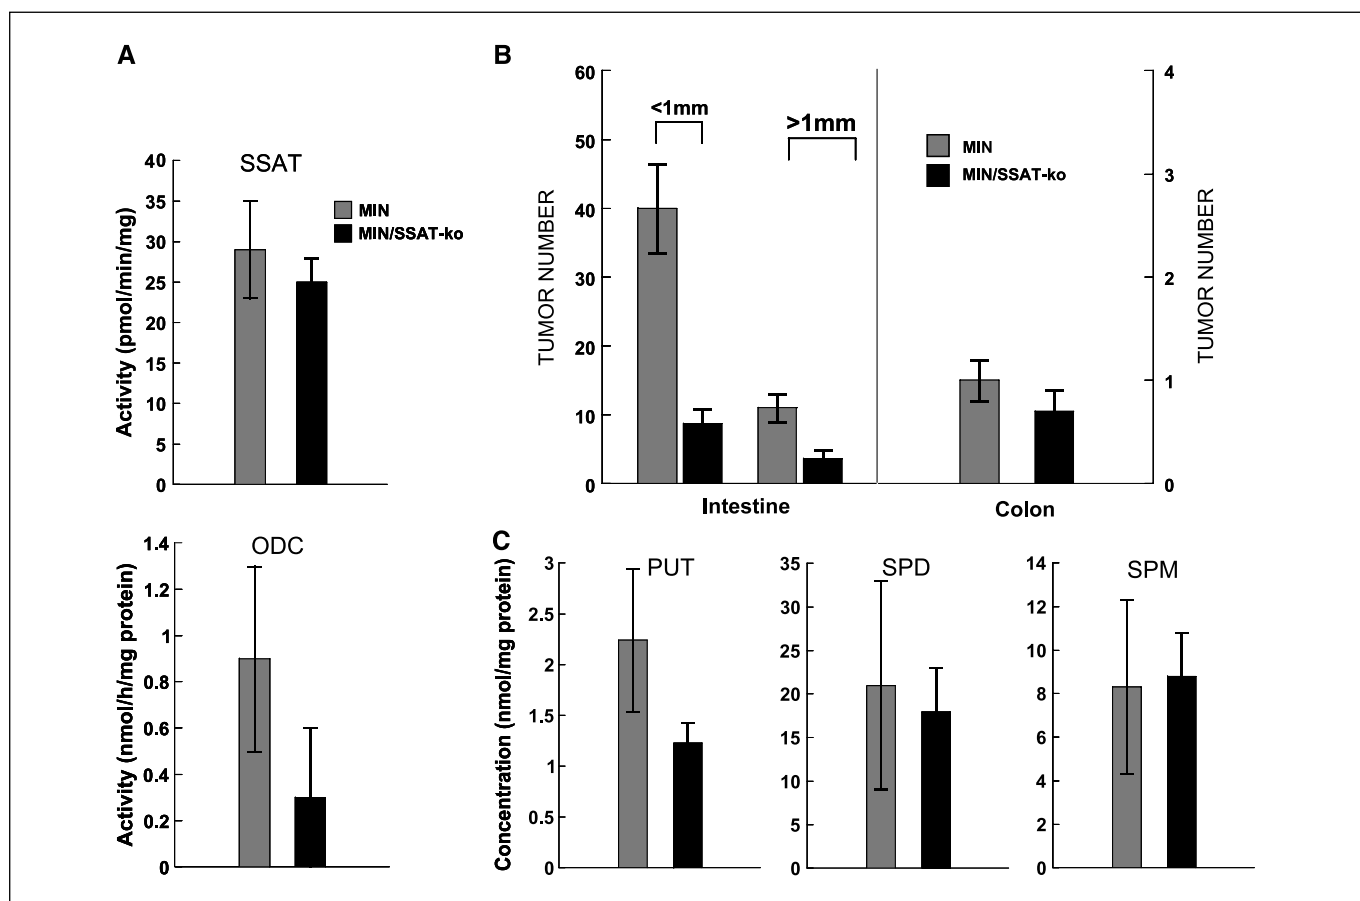 A
SSAT
Activity (pmol/min/mg)
40
35
30
25
20
15
10
5
0
MIN
MIN/SSAT-ko
ODC
Activity (nmol/h/mg protein)
1.4
1.2
1
0.8
0.6
0.4
0.2
0
B
TUMOR NUMBER
60
50
40
30
20
10
0
<1mm
>1mm
Intestine
MIN
MIN/SSAT-ko
Colon
4
3
2
1
0
TUMOR NUMBER
C
PUT
Concentration (nmol/mg protein)
3
2.5
2
1.5
1
0.5
0
SPD
35
30
25
20
15
10
5
0
SPM
14
12
10
8
6
4
2
0